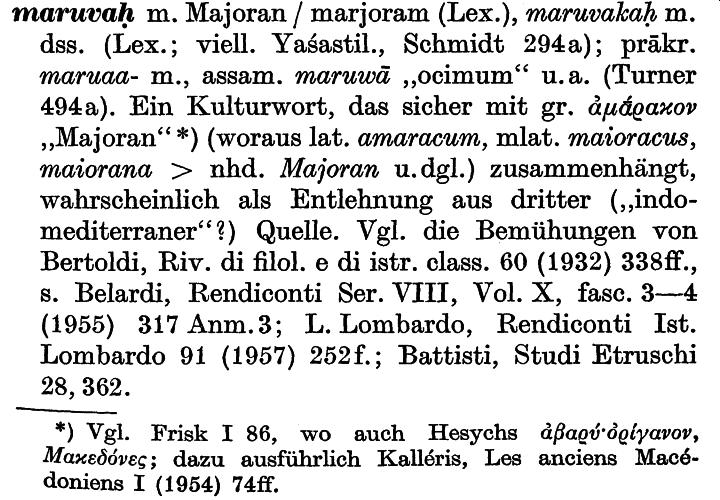 maruvaḥ m. Majoran / marjoram (Lex.), maruvakaḥ m.
dss. (Lex.; viell. Yaśastil., Schmidt 294a); prākr.
maruaa- m., assam. maruwā ,,ocimum“ u. a. (Turner
494a). Ein Kulturwort, das sicher mit gr. ἀμάρακον
,,Majoran“ *) (woraus lat. amaracum, mlat. maioracus,
maiorana > nhd. Majoran u. dgl.) zusammenhängt,
wahrscheinlich als Entlehnung aus dritter (,,indo-
mediterraner“?) Quelle. Vgl. die Bemühungen von
Bertoldi, Riv. di filol. e di istr. class. 60 (1932) 338ff.,
s. Belardi, Rendiconti Ser. VIII, Vol. X, fasc. 3—4
(1955) 317 Anm. 3; L. Lombardo, Rendiconti Ist.
Lombardo 91 (1957) 252f.; Battisti, Studi Etruschi
28, 362.
*) Vgl. Frisk I 86, wo auch Hesychs ἀβαρύ· ὀρίγανον,
Μακεδόνες; dazu ausführlich Kalléris, Les anciens Macé-
doniens I (1954) 74ff.